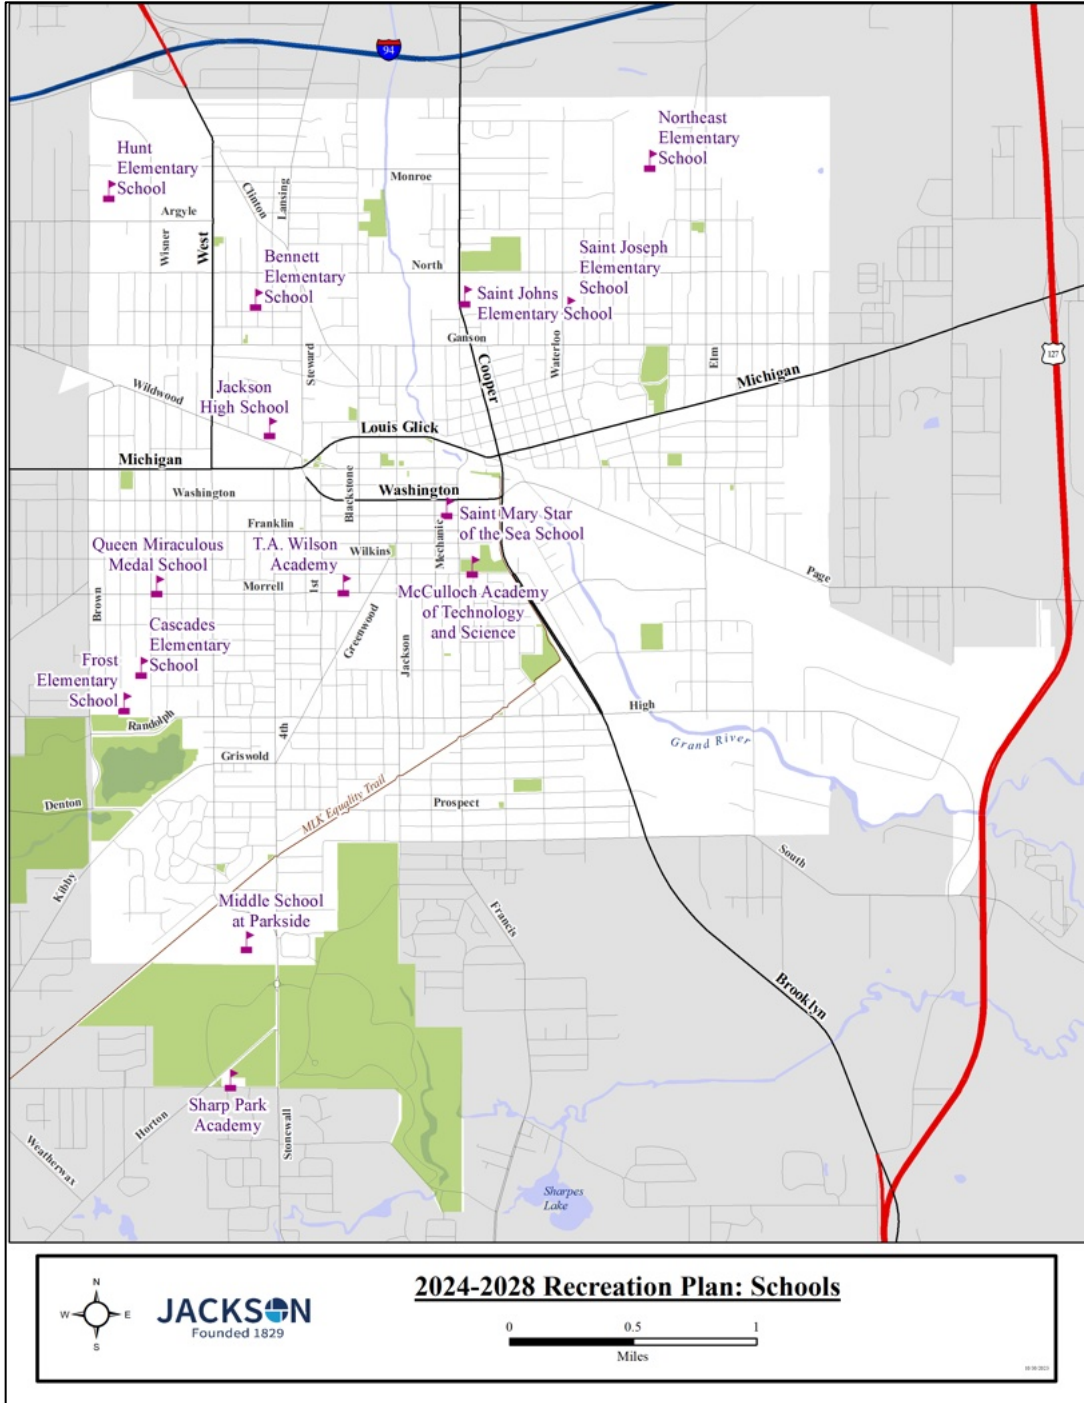 94
Northeast
Elementary
School
Hunt
Elementary
School
Monroe
Clinton
Lansing
Argyle
Wisner
West
Bennett
Elementary
School
North
Saint Joseph
Elementary
School
Saint Johns
Elementary School
Ganson
Waterloo
Elm
Steward
Cooper
127
Michigan
Wildwood
Jackson
High School
Louis Glick
Michigan
Washington
Blackstone
Washington
Franklin
Mechanic
Saint Mary Star
of the Sea School
Queen Miraculous
Medal School
T.A. Wilson
Academy
Wilkins
Morrell
1st
Brown
Page
McCulloch Academy
of Technology
and Science
Greenwood
Jackson
Cascades
Elementary
School
Frost
Elementary
School
Randolph
4th
High
Grand River
Griswold
Denton
MLK Equality Trail
Prospect
South
Kibby
Middle School
at Parkside
Francis
Brooklyn
Sharp Park
Academy
Horton
Stonewall
Weatherwax
Sharpes
Lake
N
W
E
S
JACKSON
Founded 1829
2024-2028 Recreation Plan: Schools
0
0.5
1
Miles